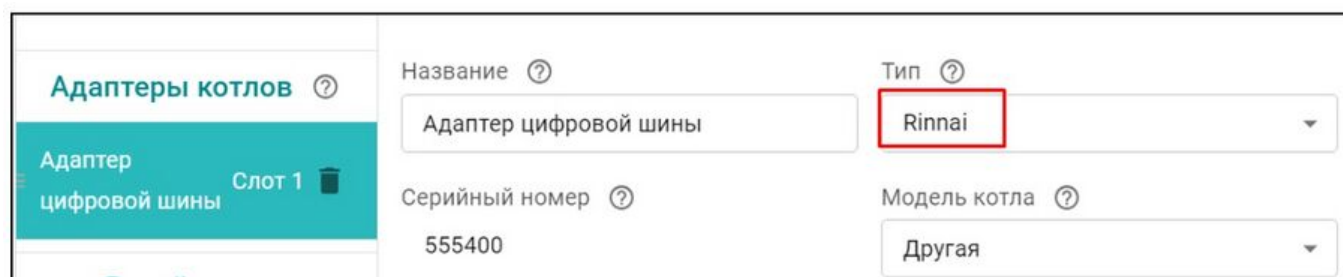 Адаптеры котлов
Адаптер
цифровой шины
Слот 1
Название
Тип
Адаптер цифровой шины
Rinnai
Серийный номер
Модель котла
555400
Другая